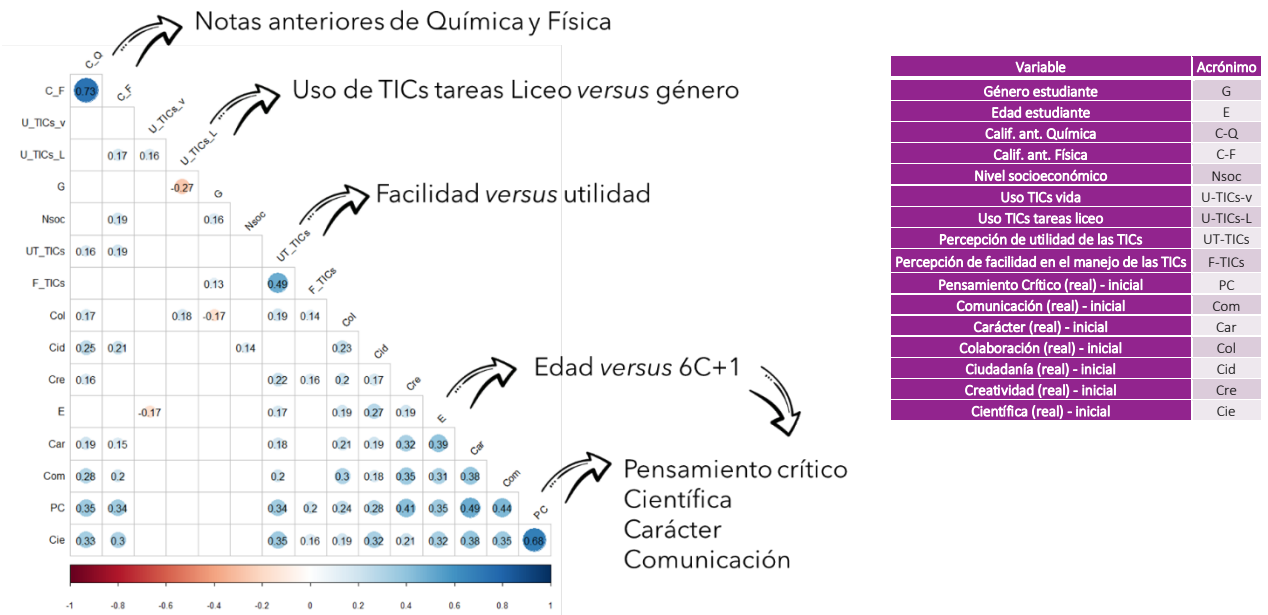 Notas anteriores de Química y Física
Uso de TICs tareas Liceo versus género
Facilidad versus utilidad
Edad versus 6C+1
Pensamiento crítico
Científica
Carácter
Comunicación
C_Q
C_F 0.73 C_F
U_TICs_v U_TICs_v
U_TICs_L 0.17 0.16 U_TICs_L
G -0.27 G
Nsoc 0.19 0.16 Nsoc
UT_TICs 0.16 0.19 UT_TICs
F_TICs 0.13 0.49 F_TICs
Col 0.17 0.18 -0.17 0.19 0.14 Col
Cid 0.25 0.21 0.14 0.23 Cid
Cre 0.16 0.22 0.16 0.2 0.17 Cre
E -0.17 0.17 0.19 0.27 0.19 E
Car 0.19 0.15 0.18 0.21 0.19 0.32 0.39 Car
Com 0.28 0.2 0.2 0.3 0.18 0.35 0.31 0.38 Com
PC 0.35 0.34 0.34 0.2 0.24 0.28 0.41 0.35 0.49 0.44 PC
Cie 0.33 0.3 0.35 0.16 0.19 0.32 0.21 0.32 0.38 0.35 0.68
-1 -0.8 -0.6 -0.4 -0.2 0 0.2 0.4 0.6 0.8 1
Variable Acrónimo
Género estudiante G
Edad estudiante E
Calif. ant. Química C-Q
Calif. ant. Física C-F
Nivel socioeconómico Nsoc
Uso TICs vida U-TICs-v
Uso TICs tareas liceo U-TICs-L
Percepción de utilidad de las TICs UT-TICs
Percepción de facilidad en el manejo de las TICs F-TICs
Pensamiento Crítico (real) - inicial PC
Comunicación (real) - inicial Com
Carácter (real) - inicial Car
Colaboración (real) - inicial Col
Ciudadanía (real) - inicial Cid
Creatividad (real) - inicial Cre
Científica (real) - inicial Cie